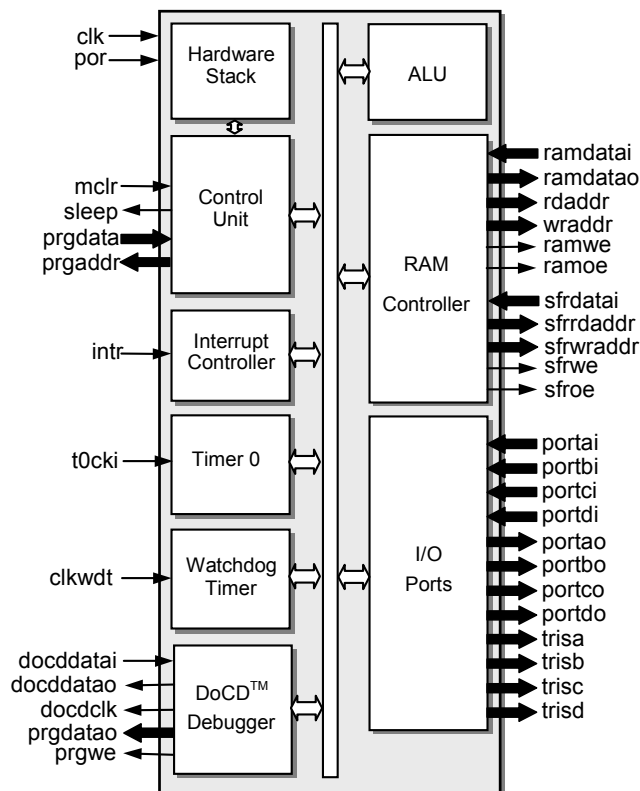 clk
por
Hardware
Stack
ALU
mclr
sleep
prgdata
prgaddr
Control
Unit
RAM
Controller
ramdatai
ramdatao
rdaddr
wraddr
ramwe
ramoe
sfrdatai
sfrrdaddr
sfrwraddr
sfrwe
sfroe
intr
Interrupt
Controller
t0cki
Timer 0
clkwdt
Watchdog
Timer
I/O
Ports
portai
portbi
portci
portdi
portao
portbo
portco
portdo
trisa
trisb
trisc
trisd
docddatai
docddatao
docdclk
prgdatao
prgwe
DoCD™
Debugger